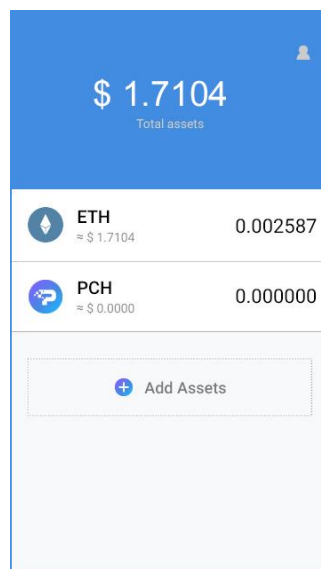 $ 1.7104
Total assets
ETH
0.002587
≈ $ 1.7104
PCH
0.000000
≈ $ 0.0000
Add Assets